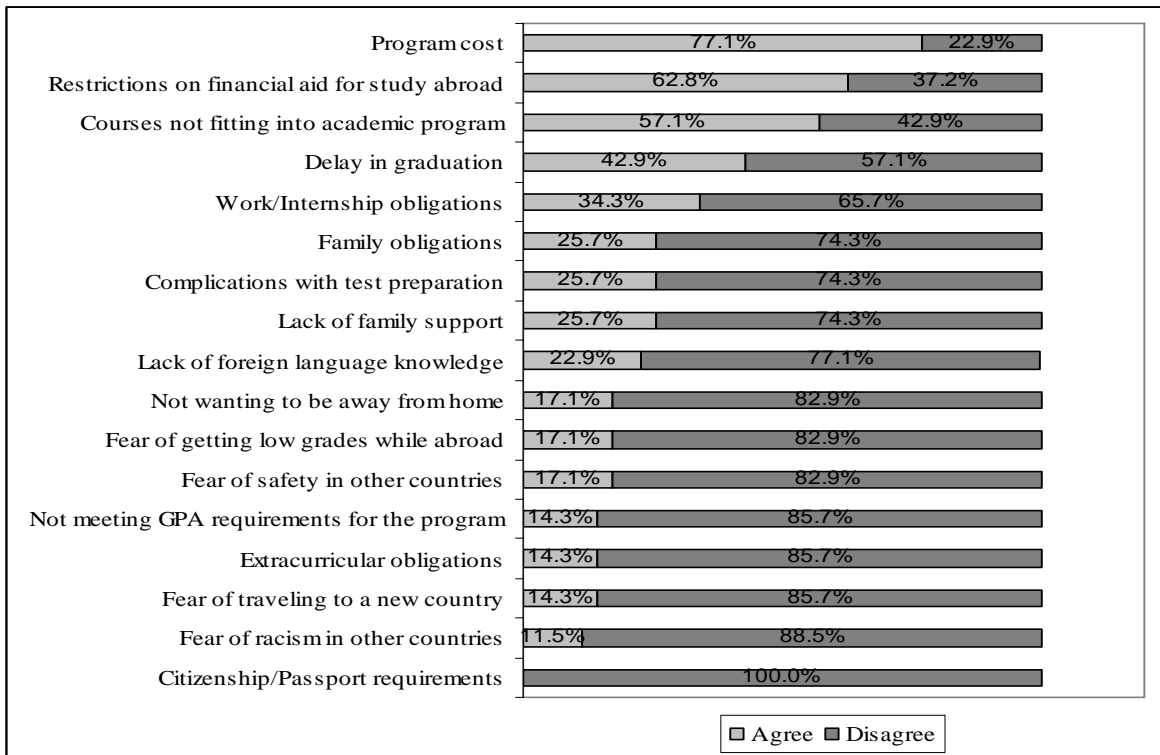 Program cost 77.1% 22.9%
Restrictions on financial aid for study abroad 62.8% 37.2%
Courses not fitting into academic program 57.1% 42.9%
Delay in graduation 42.9% 57.1%
Work/Internship obligations 34.3% 65.7%
Family obligations 25.7% 74.3%
Complications with test preparation 25.7% 74.3%
Lack of family support 25.7% 74.3%
Lack of foreign language knowledge 22.9% 77.1%
Not wanting to be away from home 17.1% 82.9%
Fear of getting low grades while abroad 17.1% 82.9%
Fear of safety in other countries 17.1% 82.9%
Not meeting GPA requirements for the program 14.3% 85.7%
Extracurricular obligations 14.3% 85.7%
Fear of traveling to a new country 14.3% 85.7%
Fear of racism in other countries 11.5% 88.5%
Citizenship/Passport requirements 100.0%
Agree Disagree